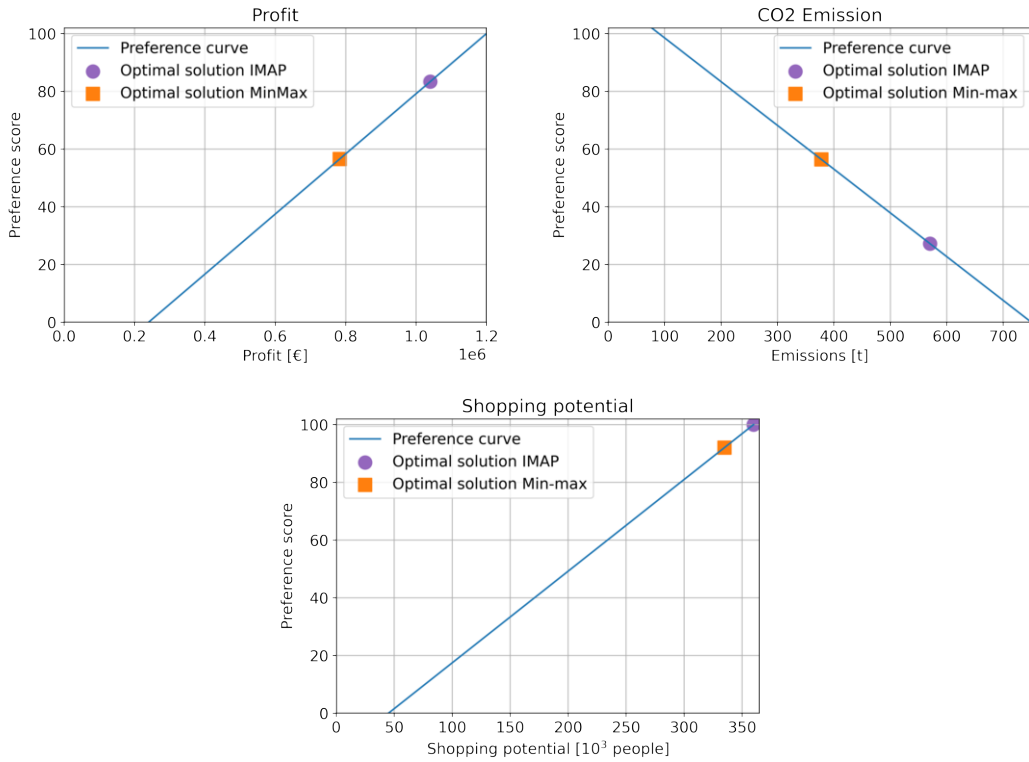 Profit
Preference curve
Optimal solution IMAP
Optimal solution MinMax
Preference score
100
80
60
40
20
0
0.0 0.2 0.4 0.6 0.8 1.0 1.2
Profit [€]
1e6
CO2 Emission
Preference curve
Optimal solution IMAP
Optimal solution Min-max
Preference score
100
80
60
40
20
0
0 100 200 300 400 500 600 700
Emissions [t]
Shopping potential
Preference curve
Optimal solution IMAP
Optimal solution Min-max
Preference score
100
80
60
40
20
0
0 50 100 150 200 250 300 350
Shopping potential [10³ people]